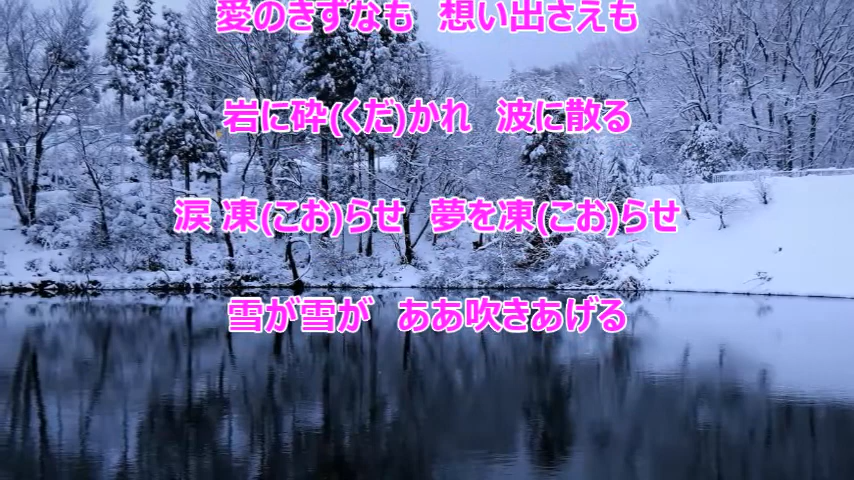 愛のきずなも　想い出さえも
岩に砕(くだ)かれ　波に散る
涙 凍(こお)らせ　夢を凍(こお)らせ
雪が雪が　ああ吹きあげる